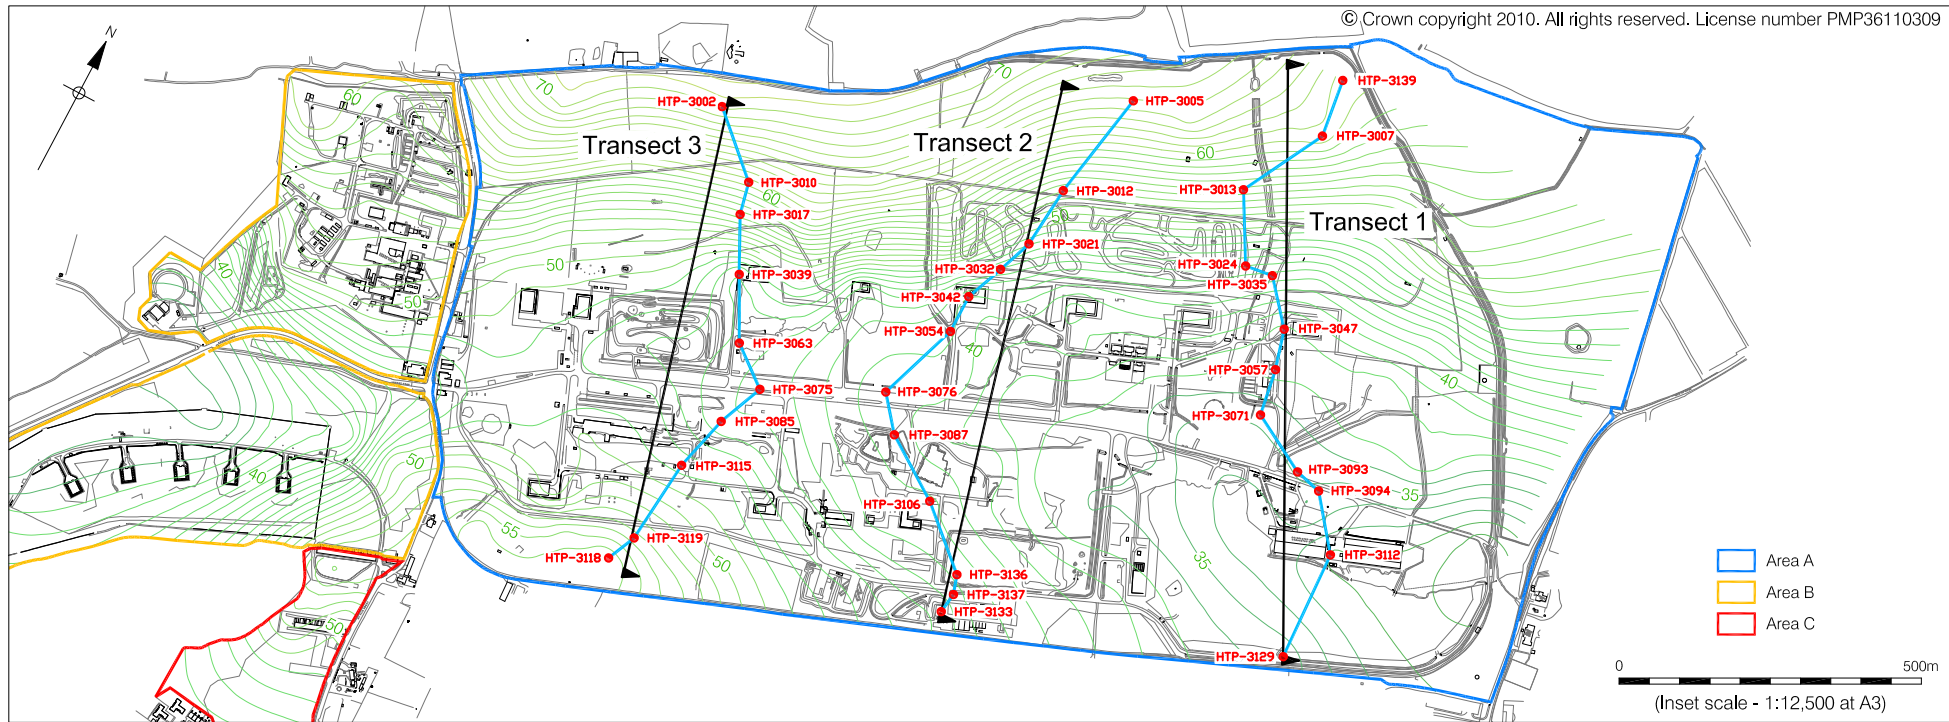 © Crown copyright 2010. All rights reserved. License number PMP36110309
N
70
70
60
60
60
50
50
50
50
50
50
40
40
40
40
55
35
35
50
Transect 3
Transect 2
Transect 1
HTP-3002
HTP-3010
HTP-3017
HTP-3039
HTP-3063
HTP-3075
HTP-3085
HTP-3115
HTP-3119
HTP-3118
HTP-3005
HTP-3012
HTP-3021
HTP-3032
HTP-3042
HTP-3054
HTP-3076
HTP-3087
HTP-3106
HTP-3136
HTP-3137
HTP-3133
HTP-3139
HTP-3007
HTP-3013
HTP-3024
HTP-3035
HTP-3047
HTP-3057
HTP-3071
HTP-3093
HTP-3094
HTP-3112
HTP-3129
Area A
Area B
Area C
0 500m
(Inset scale - 1:12,500 at A3)